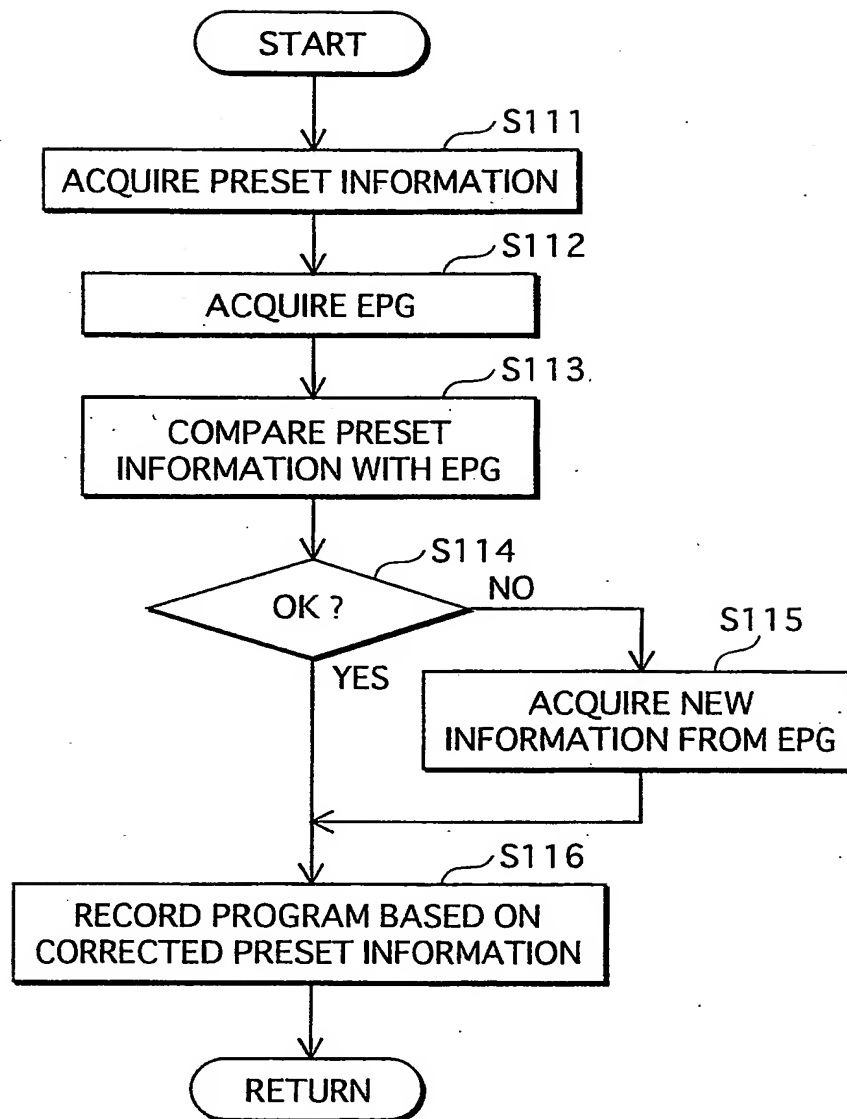 START
S111
ACQUIRE PRESET INFORMATION
S112
ACQUIRE EPG
S113
COMPARE PRESET
INFORMATION WITH EPG
S114
OK ?
NO
YES
S115
ACQUIRE NEW
INFORMATION FROM EPG
S116
RECORD PROGRAM BASED ON
CORRECTED PRESET INFORMATION
RETURN